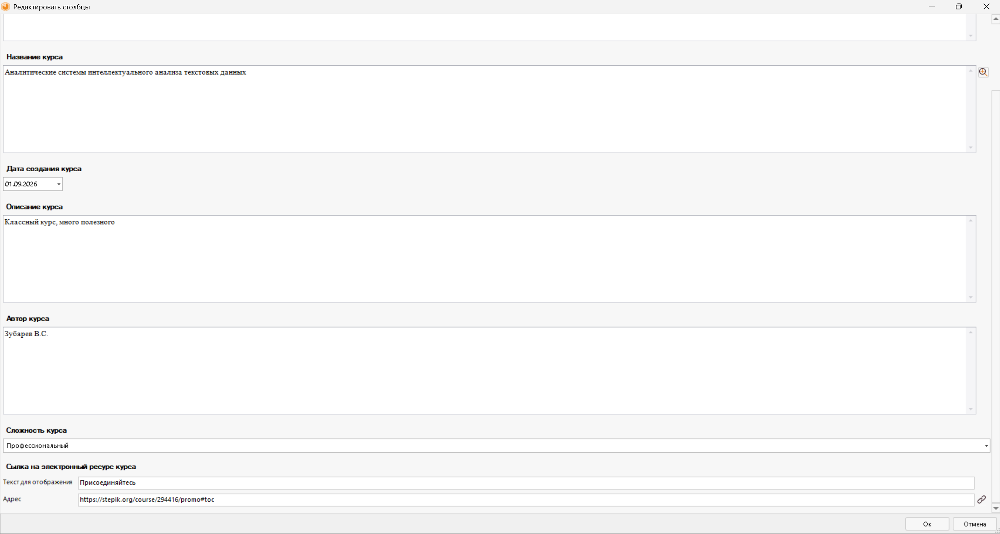 Редактировать столбцы
Название курса
Аналитические системы интеллектуального анализа текстовых данных
Дата создания курса
01.09.2026
Описание курса
Классный курс, много полезного
Автор курса
Зубарев В.С.
Сложность курса
Профессиональный
Сылка на электронный ресурс курса
Текст для отображения Присоединяйтесь
Адрес https://stepik.org/course/294416/promo#toc
Ок Отмена